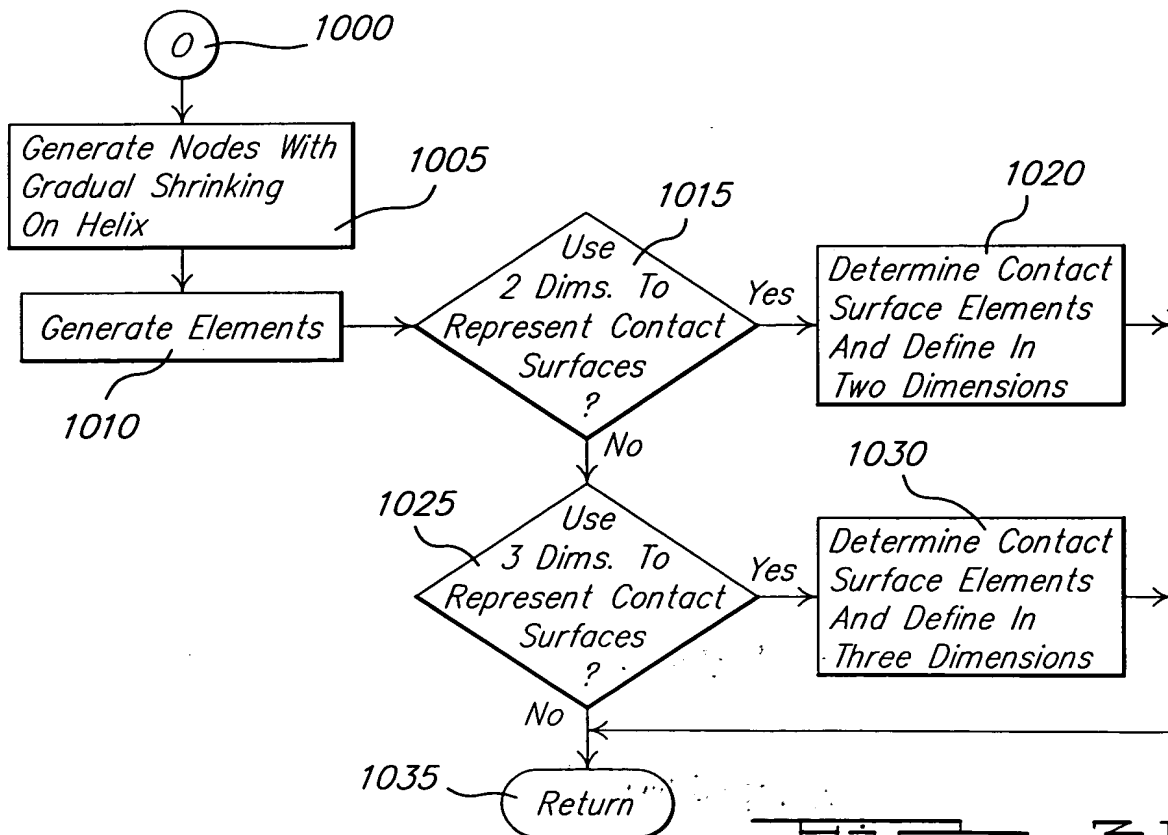 O
1000
Generate Nodes With
Gradual Shrinking
On Helix
1005
Generate Elements
1010
Use
2 Dims. To
Represent Contact
Surfaces
?
1015
Yes
No
Determine Contact
Surface Elements
And Define In
Two Dimensions
1020
Use
3 Dims. To
Represent Contact
Surfaces
?
1025
Yes
No
Determine Contact
Surface Elements
And Define In
Three Dimensions
1030
Return
1035